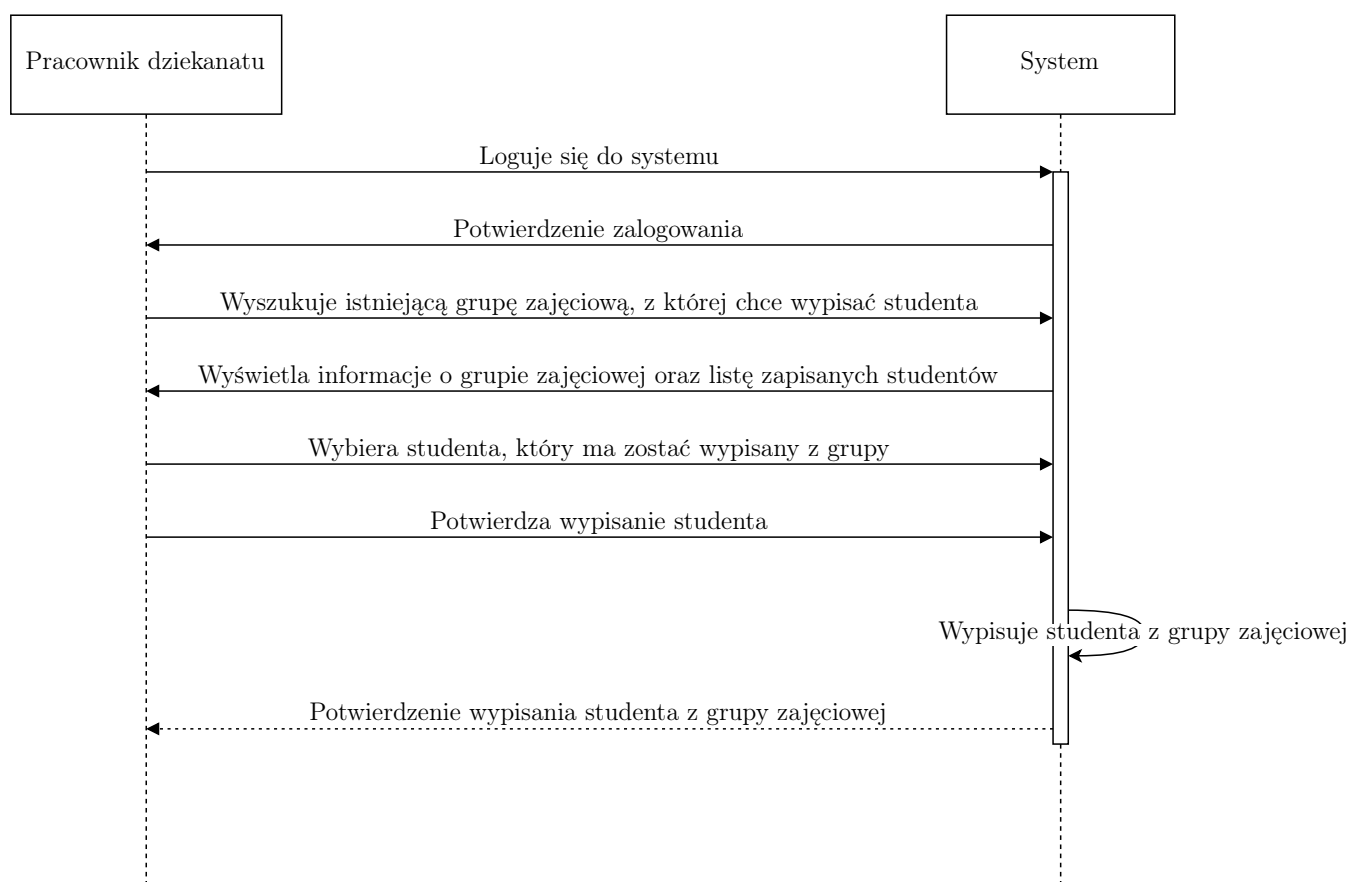 Pracownik dziekanatu
System
Loguje się do systemu
Potwierdzenie zalogowania
Wyszukuje istniejącą grupę zajęciową, z której chce wypisać studenta
Wyświetla informacje o grupie zajęciowej oraz listę zapisanych studentów
Wybiera studenta, który ma zostać wypisany z grupy
Potwierdza wypisanie studenta
Wypisuje studenta z grupy zajęciowej
Potwierdzenie wypisania studenta z grupy zajęciowej